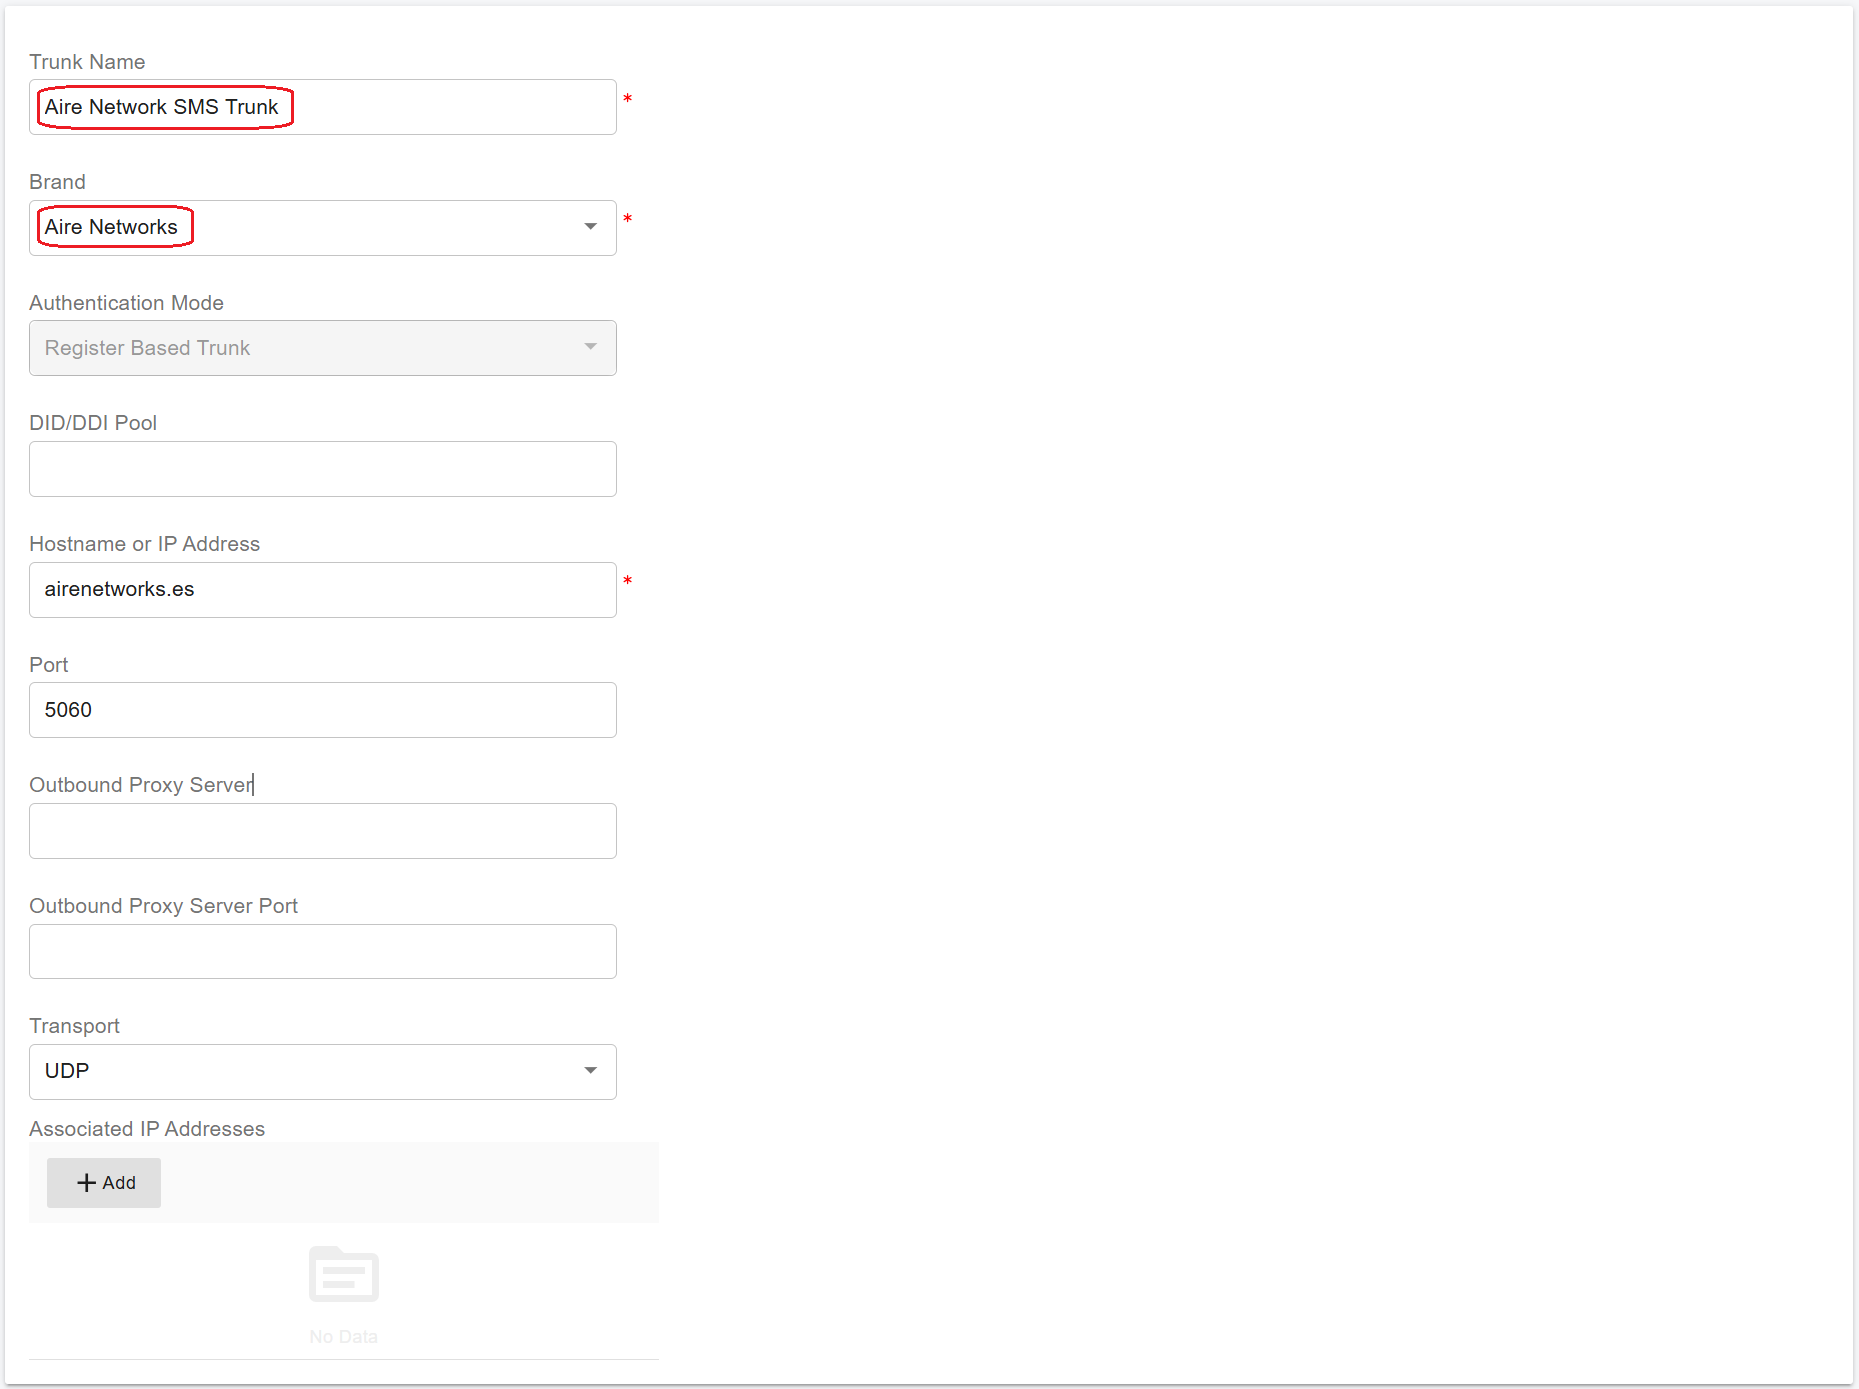 Trunk Name
Aire Network SMS Trunk
*
Brand
Aire Networks
*
Authentication Mode
Register Based Trunk
DID/DDI Pool
Hostname or IP Address
airenetworks.es
*
Port
5060
Outbound Proxy Server
Outbound Proxy Server Port
Transport
UDP
Associated IP Addresses
+ Add
No Data